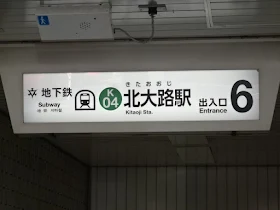 きたおおじ
地下鉄
Subway
K
04
北大路駅
Kitaoji Sta.
出入口
Entrance
6